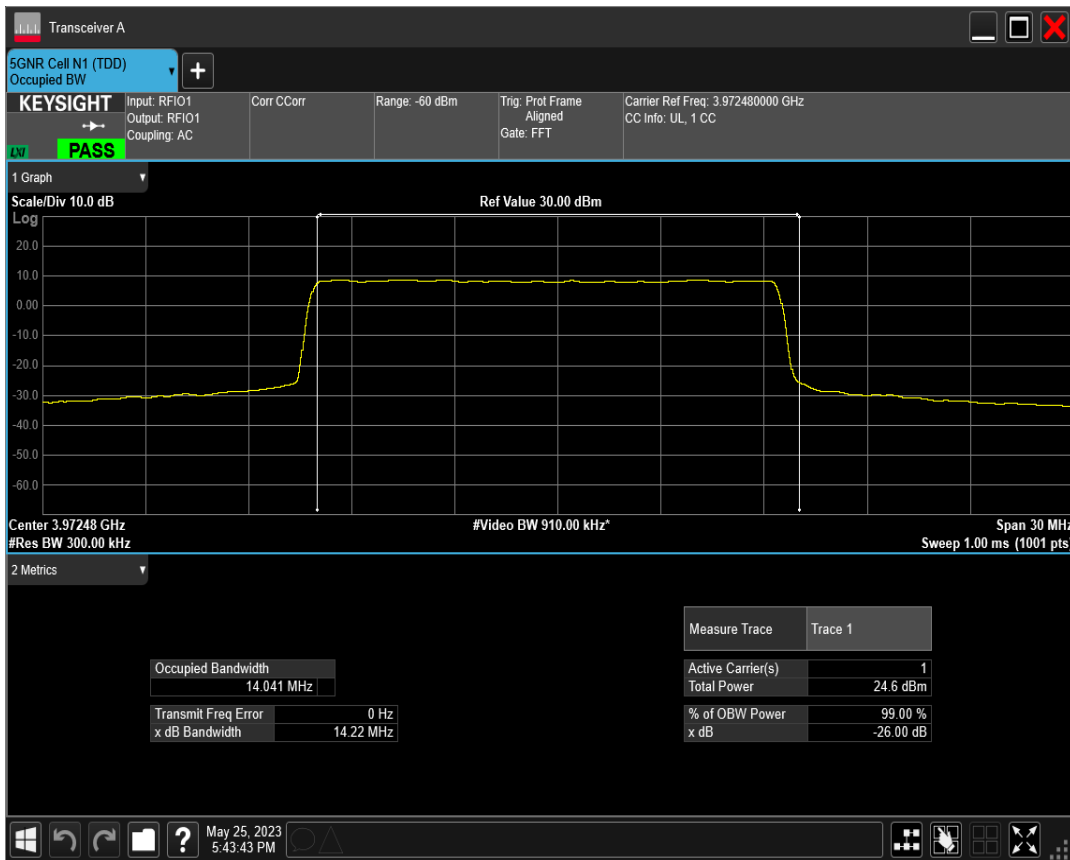 Transceiver A
5GNR Cell N1 (TDD)
Occupied BW
+
KEYSIGHT
LXI
PASS
Input: RFIO1
Output: RFIO1
Coupling: AC
Corr CCorr
Range: -60 dBm
Trig: Prot Frame
Aligned
Gate: FFT
Carrier Ref Freq: 3.972480000 GHz
CC Info: UL, 1 CC
1 Graph
Scale/Div 10.0 dB
Ref Value 30.00 dBm
Log
20.0
10.0
0.00
-10.0
-20.0
-30.0
-40.0
-50.0
-60.0
Center 3.97248 GHz
#Video BW 910.00 kHz*
Span 30 MHz
#Res BW 300.00 kHz
Sweep 1.00 ms (1001 pts)
2 Metrics
Measure Trace Trace 1
Occupied Bandwidth
14.041 MHz
Active Carrier(s) 1
Total Power 24.6 dBm
Transmit Freq Error 0 Hz
x dB Bandwidth 14.22 MHz
% of OBW Power 99.00 %
x dB -26.00 dB
?
May 25, 2023
5:43:43 PM